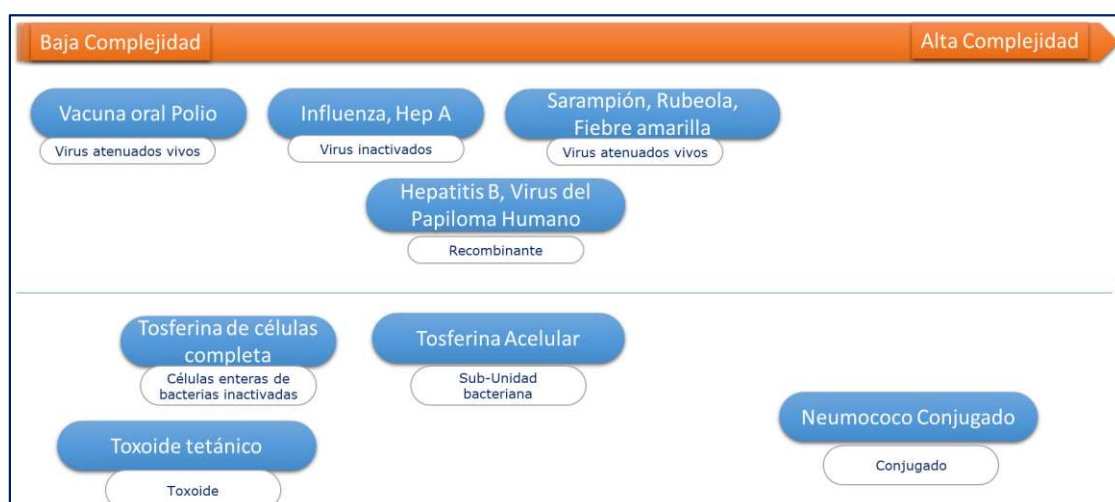 Baja Complejidad
Alta Complejidad
Vacuna oral Polio
Virus atenuados vivos
Influenza, Hep A
Virus inactivados
Sarampión, Rubeola,
Fiebre amarilla
Virus atenuados vivos
Hepatitis B, Virus del
Papiloma Humano
Recombinante
Tosferina de células
completa
Células enteras de
bacterias inactivadas
Tosferina Acelular
Sub-Unidad
bacteriana
Toxoide tetánico
Toxoide
Neumococo Conjugado
Conjugado